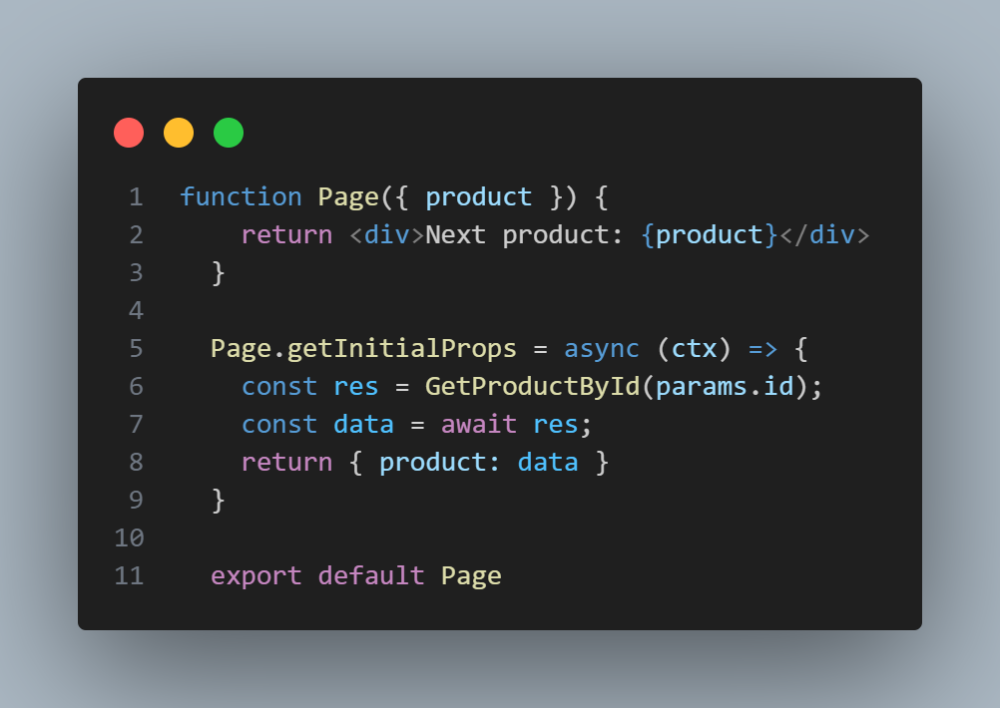 1 function Page({ product }) {
2     return <div>Next product: {product}</div>
3   }
4
5   Page.getInitialProps = async (ctx) => {
6     const res = GetProductById(params.id);
7     const data = await res;
8     return { product: data }
9   }
10
11   export default Page